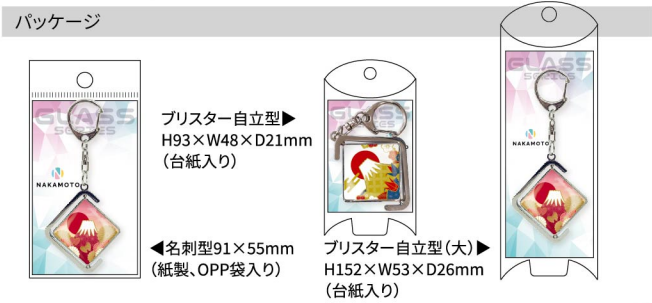 パッケージ
GLASS
SERIES
NAKAMOTO
ブリスター自立型▶
H93×W48×D21mm
(台紙入り)
◀名刺型91×55mm
(紙製、OPP袋入り)
GLASS
SERIES
ブリスター自立型(大)▶
H152×W53×D26mm
(台紙入り)
GLASS
SERIES
NAKAMOTO